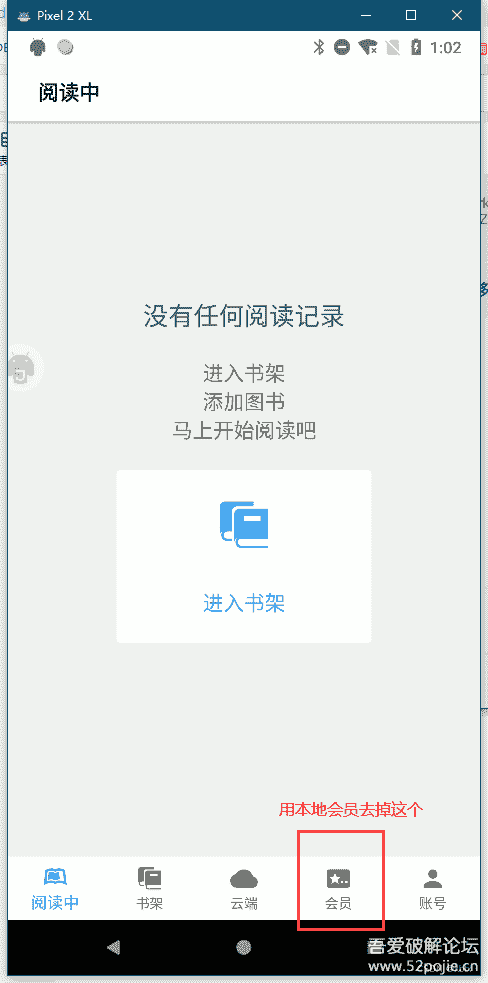 Pixel 2 XL
1:02
阅读中
没有任何阅读记录
进入书架
添加图书
马上开始阅读吧
进入书架
用本地会员去掉这个
阅读中
书架
云端
会员
账号
吾爱破解论坛
www.52pojie.cn